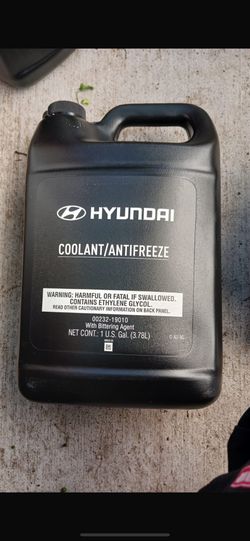 HYUNDAI
COOLANT/ANTIFREEZE
WARNING: HARMFUL OR FATAL IF SWALLOWED.
CONTAINS ETHYLENE GLYCOL.
READ OTHER CAUTIONARY INFORMATION ON BACK PANEL.
00232-19010
With Bittering Agent
NET CONT.: 1 U.S. Gal. (3.78L)